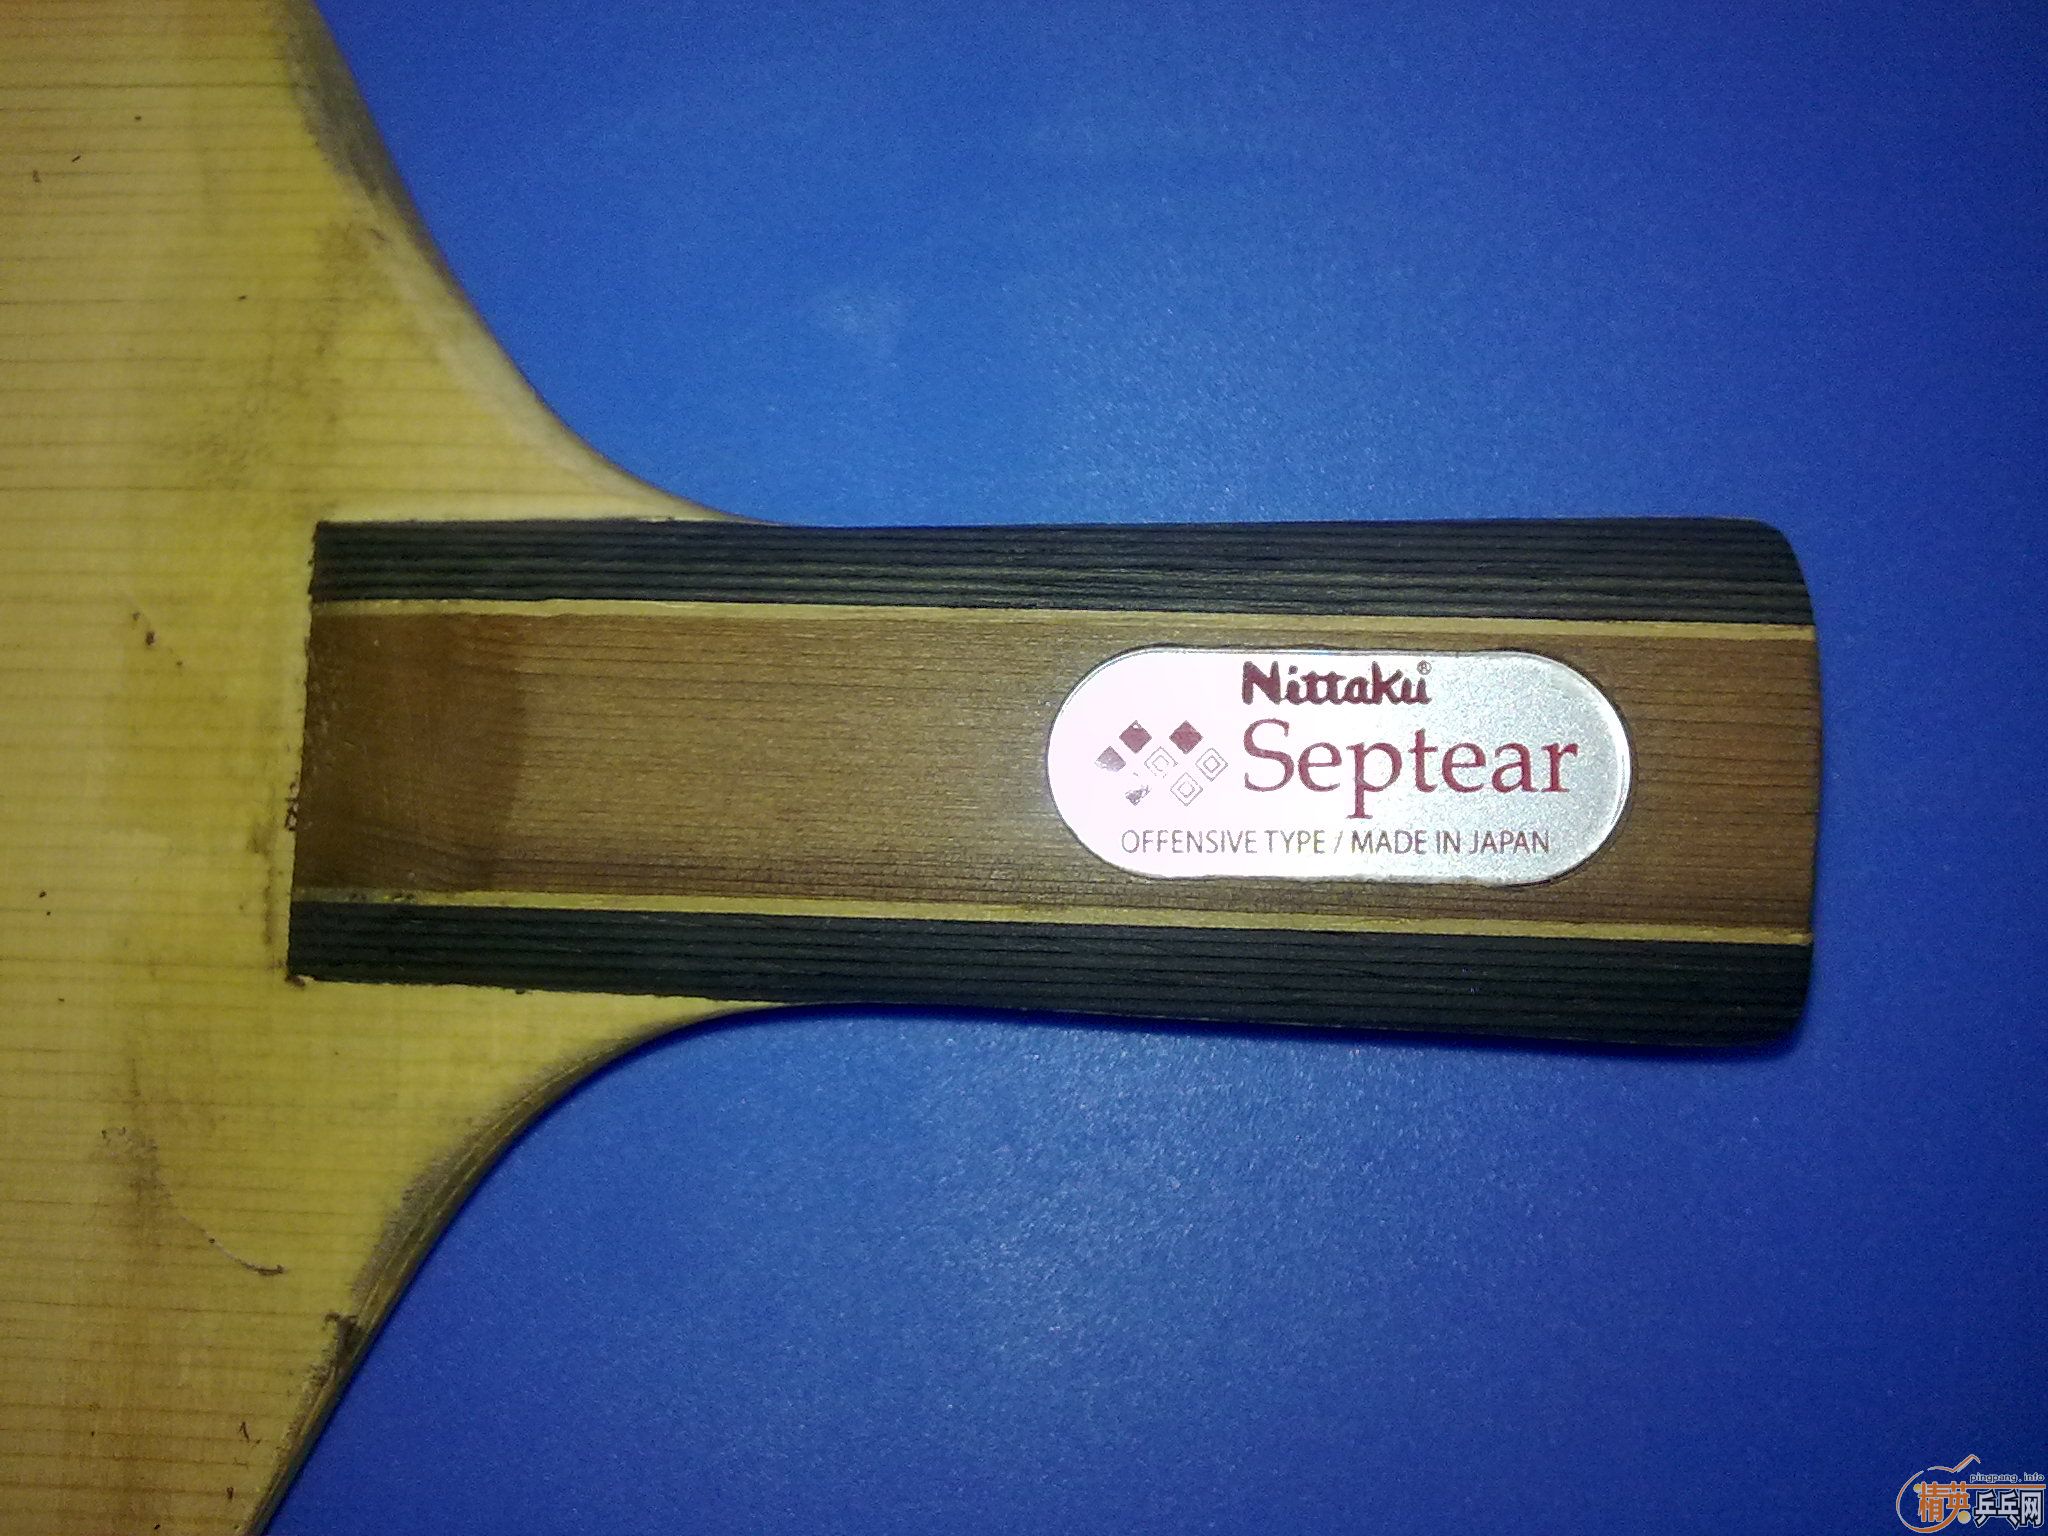 Nittaku®
Septear
OFFENSIVE TYPE / MADE IN JAPAN
pingpang.info
精英乒乓网